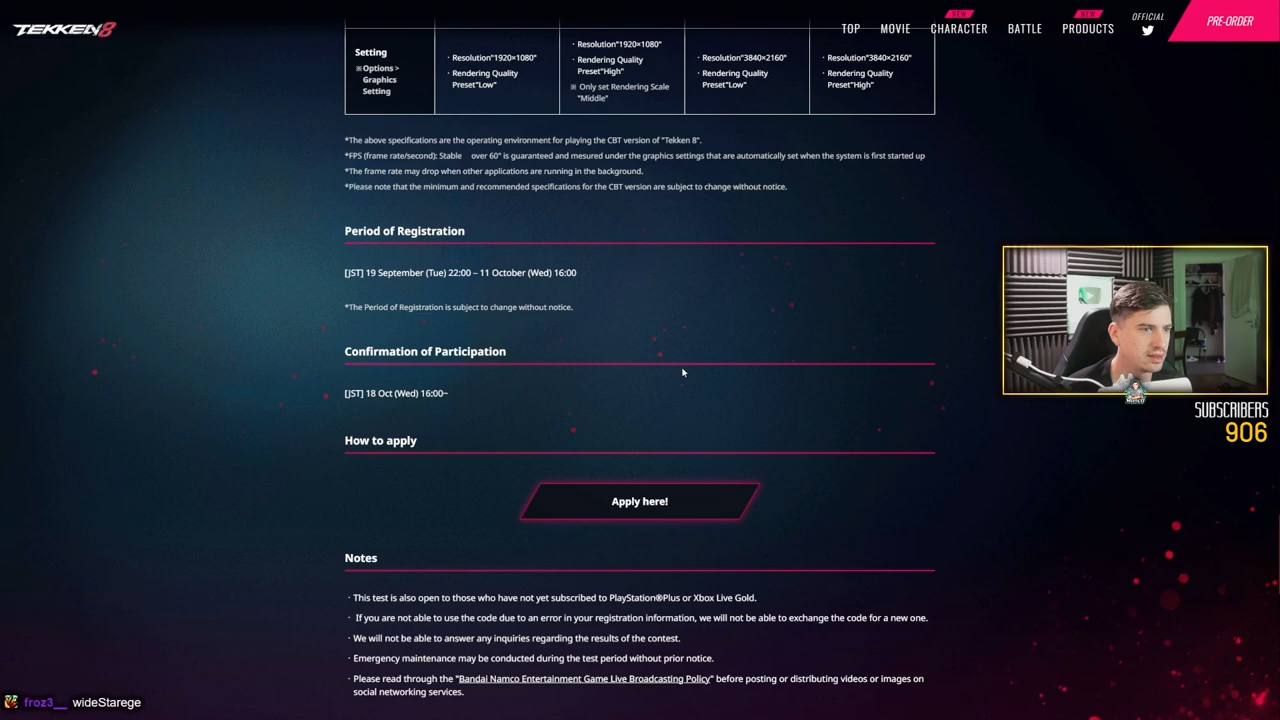 TEKKEN8
TOP
MOVIE
NEW
CHARACTER
BATTLE
NEW
PRODUCTS
OFFICIAL
PRE-ORDER
Setting
※Options >
Graphics
Setting
· Resolution"1920×1080"
· Rendering Quality
Preset"Low"
· Resolution"1920×1080"
· Rendering Quality
Preset"High"
※ Only set Rendering Scale
"Middle"
· Resolution"3840×2160"
· Rendering Quality
Preset"Low"
· Resolution"3840×2160"
· Rendering Quality
Preset"High"
*The above specifications are the operating environment for playing the CBT version of "Tekken 8".
*FPS (frame rate/second): Stable   over 60" is guaranteed and mesured under the graphics settings that are automatically set when the system is first started up
*The frame rate may drop when other applications are running in the background.
*Please note that the minimum and recommended specifications for the CBT version are subject to change without notice.
Period of Registration
[JST] 19 September (Tue) 22:00 – 11 October (Wed) 16:00
*The Period of Registration is subject to change without notice.
Confirmation of Participation
[JST] 18 Oct (Wed) 16:00~
How to apply
Apply here!
SUBSCRIBERS
906
Notes
· This test is also open to those who have not yet subscribed to PlayStation®Plus or Xbox Live Gold.
· If you are not able to use the code due to an error in your registration information, we will not be able to exchange the code for a new one.
· We will not be able to answer any inquiries regarding the results of the contest.
· Emergency maintenance may be conducted during the test period without prior notice.
· Please read through the "Bandai Namco Entertainment Game Live Broadcasting Policy" before posting or distributing videos or images on
social networking services.
froz3__ wideStarege